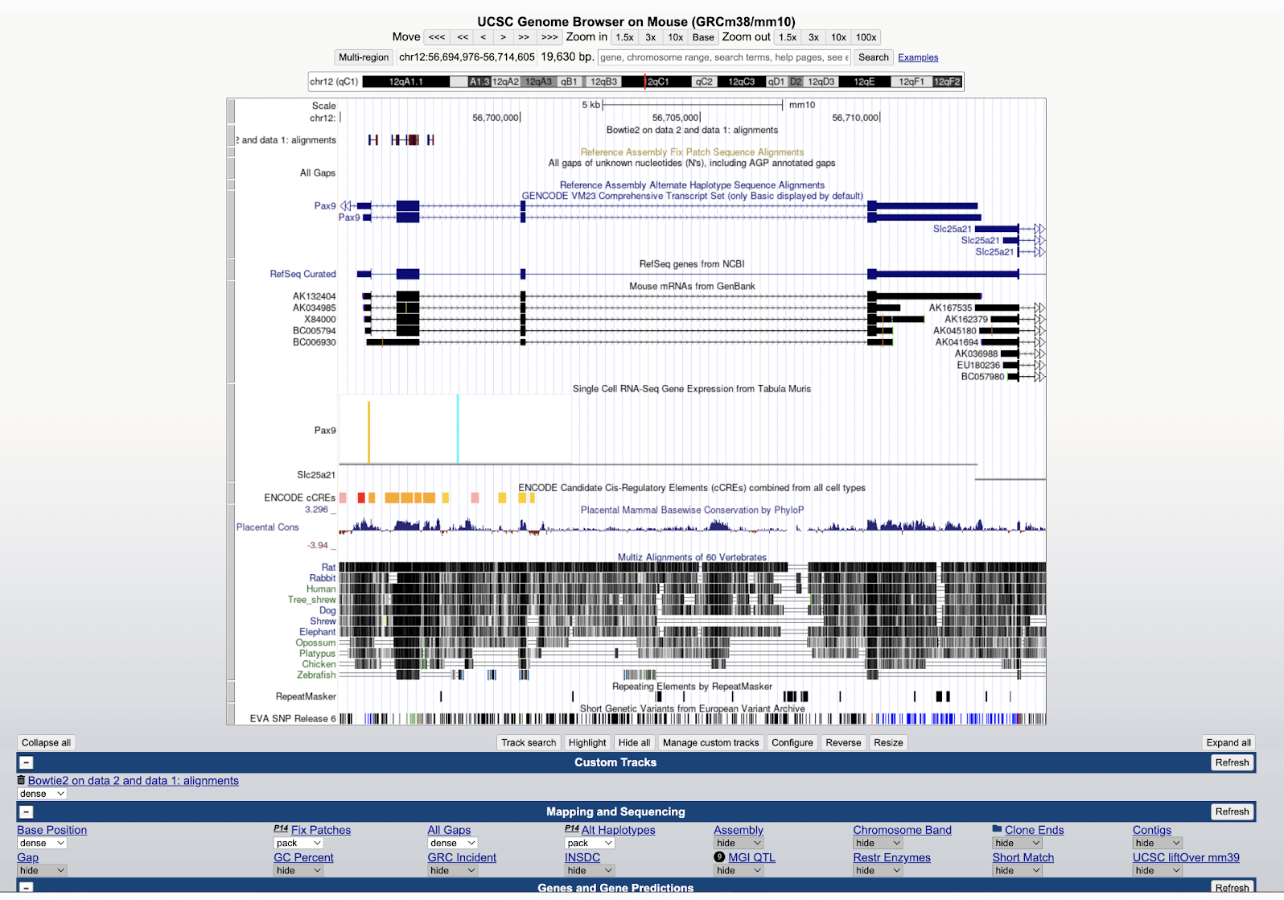 UCSC Genome Browser on Mouse (GRCm38/mm10)
Move <<< << < > >> >>> Zoom in 1.5x 3x 10x Base Zoom out 1.5x 3x 10x 100x
Multi-region chr12:56,694,976-56,714,605 19,630 bp. gene, chromosome range, search terms, help pages, see e Search Examples
chr12 (qC1) 12qA1.1 A1.3 12qA2 12qA3 qB1 12qB3 12qC1 qC2 12qC3 qD1 D2 12qD3 12qE 12qF1 12qF2
Scale 5 kb mm10
chr12: 56,700,000 56,705,000 56,710,000
Bowtie2 on data 2 and data 1: alignments
2 and data 1: alignments
Reference Assembly Fix Patch Sequence Alignments
All gaps of unknown nucleotides (N's), including AGP annotated gaps
All Gaps
Reference Assembly Alternate Haplotype Sequence Alignments
GENCODE VM23 Comprehensive Transcript Set (only Basic displayed by default)
Pax9
Pax9
Slc25a21
Slc25a21
Slc25a21
RefSeq genes from NCBI
RefSeq Curated
Mouse mRNAs from GenBank
AK132404
AK034985 AK167535
X84000 AK162379
BC005794 AK045180
BC006930 AK041694
AK036988
EU180236
BC057980
Single Cell RNA-Seq Gene Expression from Tabula Muris
Pax9
Slc25a21
ENCODE Candidate Cis-Regulatory Elements (cCREs) combined from all cell types
ENCODE cCREs
3.296 _ Placental Mammal Basewise Conservation by PhyloP
Placental Cons
-3.94 _
Multiz Alignments of 60 Vertebrates
Rat
Rabbit
Human
Tree_shrew
Dog
Shrew
Elephant
Opossum
Platypus
Chicken
Zebrafish
Repeating Elements by RepeatMasker
RepeatMasker
Short Genetic Variants from European Variant Archive
EVA SNP Release 6
Collapse all Track search Highlight Hide all Manage custom tracks Configure Reverse Resize Expand all
- Custom Tracks Refresh
Bowtie2 on data 2 and data 1: alignments
dense
- Mapping and Sequencing Refresh
Base Position P14 Fix Patches All Gaps P14 Alt Haplotypes Assembly Chromosome Band Clone Ends Contigs
dense pack dense pack hide hide hide hide
Gap GC Percent GRC Incident INSDC 9 MGI QTL Restr Enzymes Short Match UCSC liftOver mm39
hide hide hide hide hide hide hide hide
- Genes and Gene Predictions Refresh